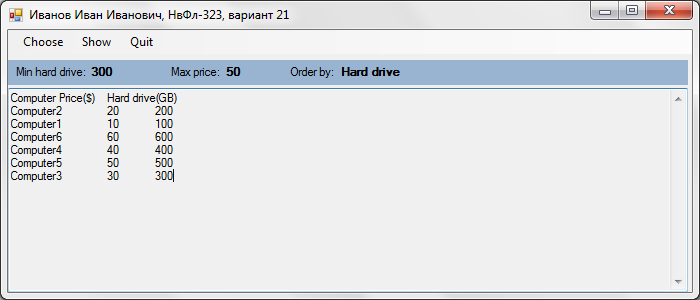 Иванов Иван Иванович, НвФл-323, вариант 21
Choose Show Quit
Min hard drive: 300 Max price: 50 Order by: Hard drive
Computer Price($) Hard drive(GB)
Computer2 20 200
Computer1 10 100
Computer6 60 600
Computer4 40 400
Computer5 50 500
Computer3 30 300